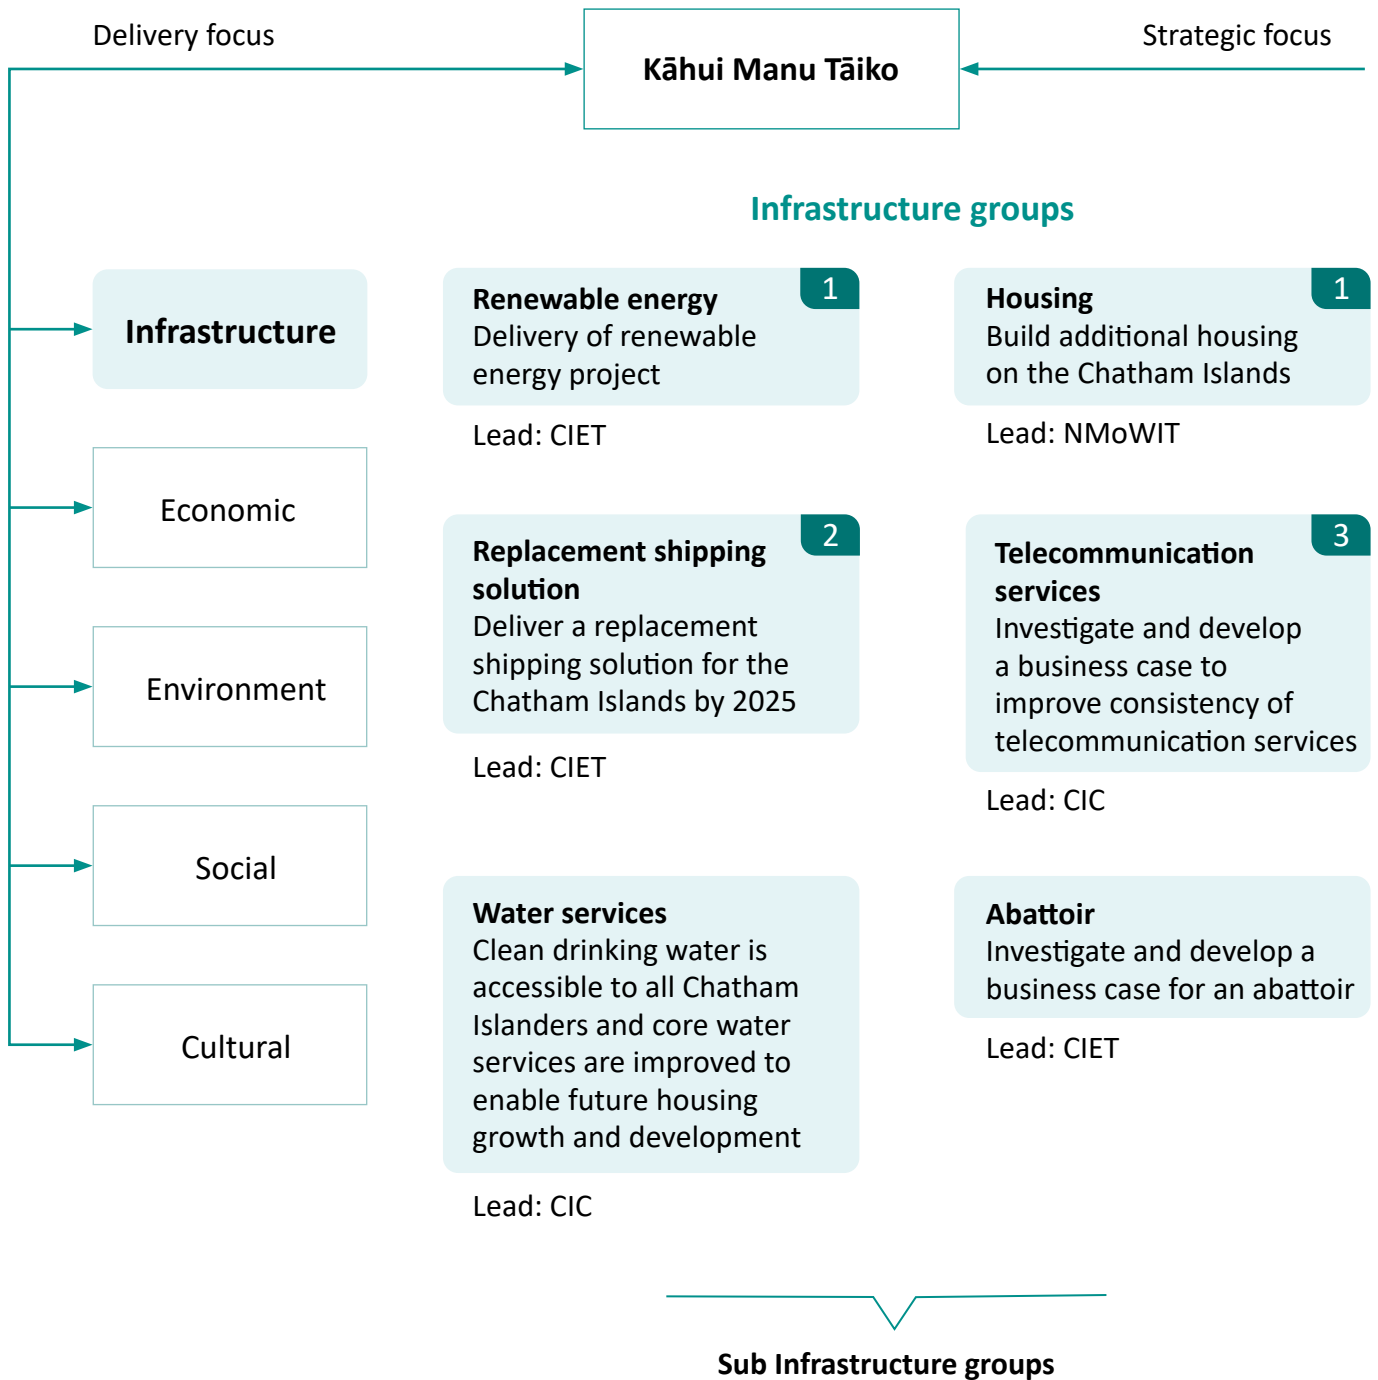 Delivery focus
Kāhui Manu Tāiko
Strategic focus
Infrastructure groups
Infrastructure
Economic
Environment
Social
Cultural
Renewable energy
1
Delivery of renewable
energy project
Lead: CIET
Housing
1
Build additional housing
on the Chatham Islands
Lead: NMoWIT
Replacement shipping
2
solution
Deliver a replacement
shipping solution for the
Chatham Islands by 2025
Lead: CIET
Telecommunication
3
services
Investigate and develop
a business case to
improve consistency of
telecommunication services
Lead: CIC
Water services
Clean drinking water is
accessible to all Chatham
Islanders and core water
services are improved to
enable future housing
growth and development
Lead: CIC
Abattoir
Investigate and develop a
business case for an abattoir
Lead: CIET
Sub Infrastructure groups